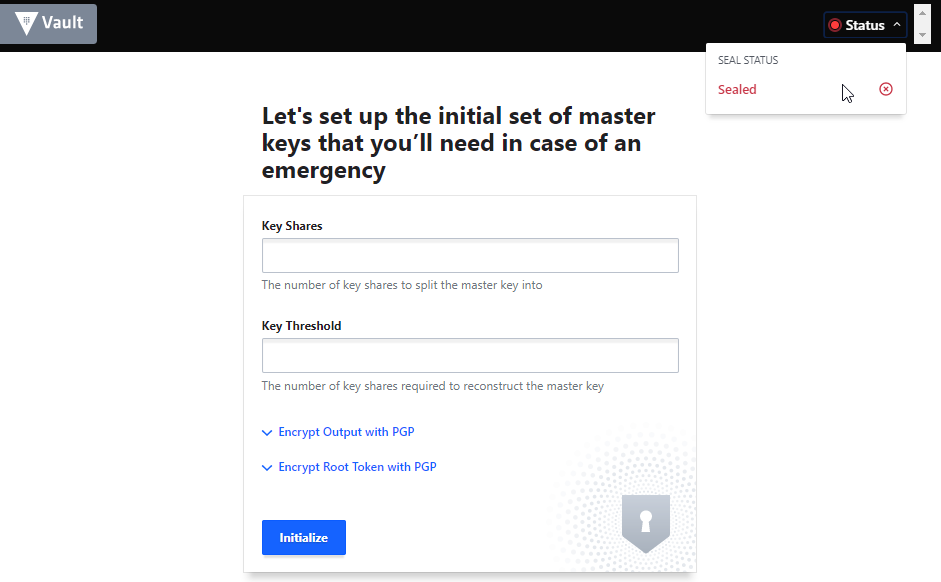 Vault
Status
SEAL STATUS
Sealed
Let's set up the initial set of master
keys that you’ll need in case of an
emergency
Key Shares
The number of key shares to split the master key into
Key Threshold
The number of key shares required to reconstruct the master key
Encrypt Output with PGP
Encrypt Root Token with PGP
Initialize